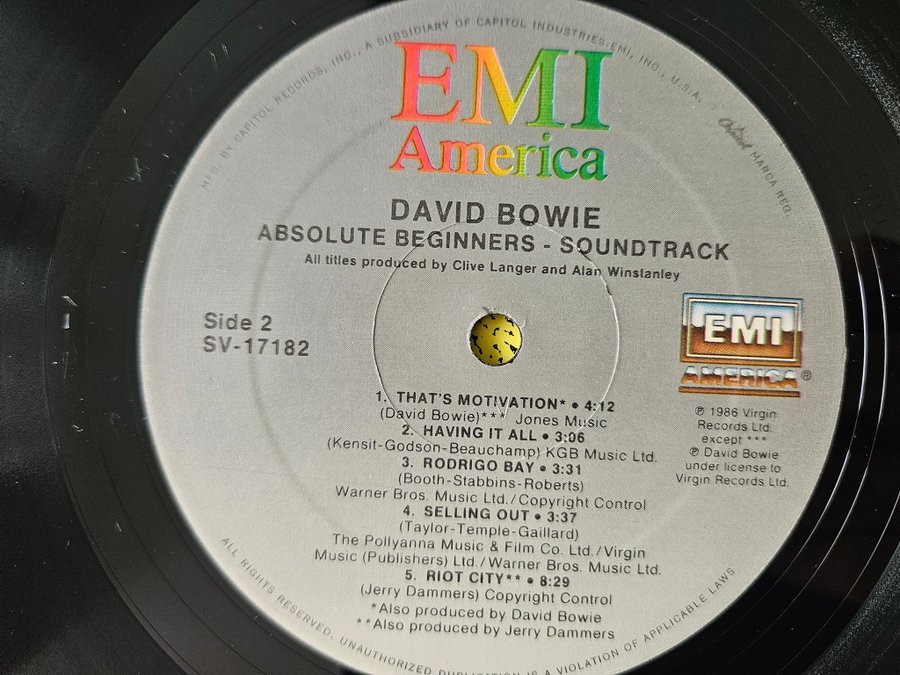 MFD. BY CAPITOL RECORDS, INC., A SUBSIDIARY OF CAPITOL INDUSTRIES-EMI, INC., U.S.A.
Capitol MARCA REG.
EMI
America
DAVID BOWIE
ABSOLUTE BEGINNERS - SOUNDTRACK
All titles produced by Clive Langer and Alan Winstanley
Side 2
SV-17182
EMI
AMERICA®
1. THAT'S MOTIVATION* • 4:12
(David Bowie)*** Jones Music
2. HAVING IT ALL • 3:06
(Kensit-Godson-Beauchamp) KGB Music Ltd.
3. RODRIGO BAY • 3:31
(Booth-Stabbins-Roberts)
Warner Bros. Music Ltd./Copyright Control
4. SELLING OUT • 3:37
(Taylor-Temple-Gaillard)
The Pollyanna Music & Film Co. Ltd./Virgin
Music (Publishers) Ltd./Warner Bros. Music Ltd.
5. RIOT CITY** • 8:29
(Jerry Dammers) Copyright Control
*Also produced by David Bowie
**Also produced by Jerry Dammers
℗ 1986 Virgin
Records Ltd.
except ***
℗ David Bowie
under license to
Virgin Records Ltd.
ALL RIGHTS RESERVED. UNAUTHORIZED DUPLICATION IS A VIOLATION OF APPLICABLE LAWS